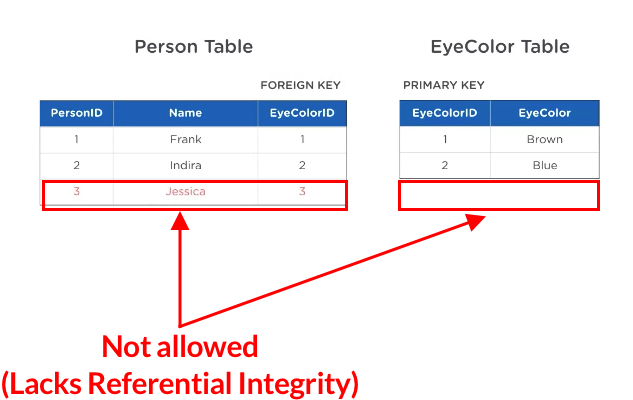 Person Table
EyeColor Table
FOREIGN KEY
PRIMARY KEY
PersonID Name EyeColorID
EyeColorID EyeColor
1 Frank 1
1 Brown
2 Indira 2
2 Blue
3 Jessica 3
Not allowed
(Lacks Referential Integrity)